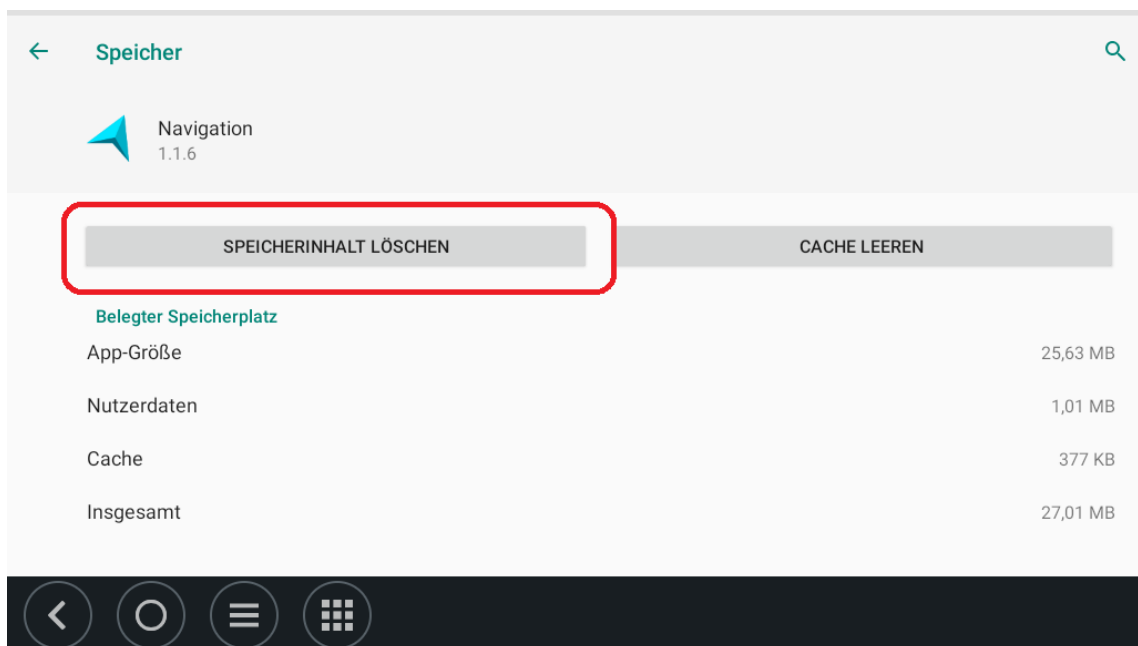 Speicher
Navigation
1.1.6
SPEICHERINHALT LÖSCHEN
CACHE LEEREN
Belegter Speicherplatz
App-Größe 25,63 MB
Nutzerdaten 1,01 MB
Cache 377 KB
Insgesamt 27,01 MB